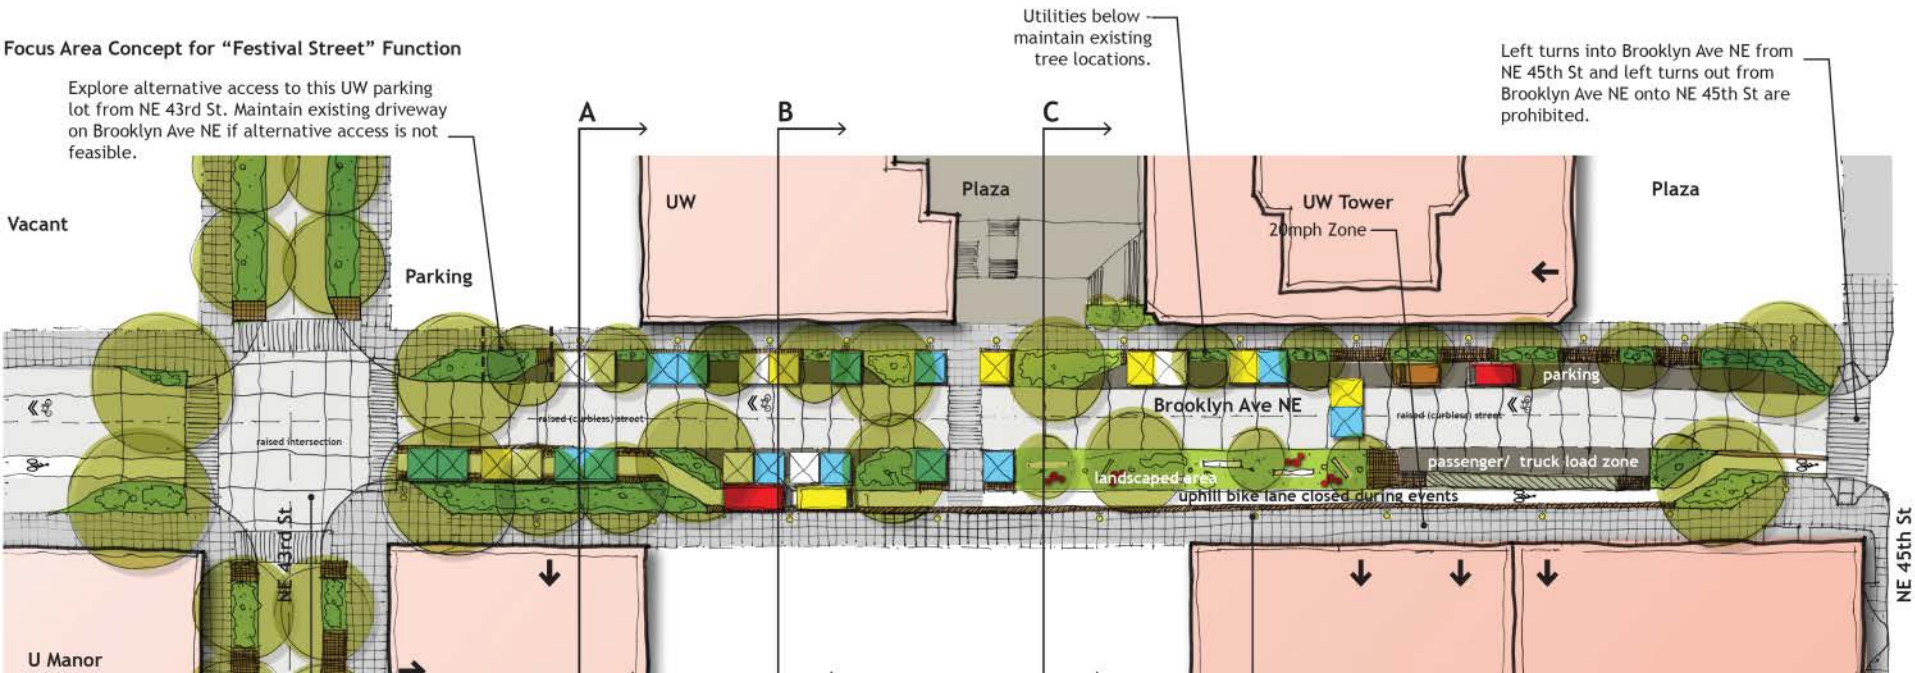 Focus Area Concept for “Festival Street” Function
Explore alternative access to this UW parking
lot from NE 43rd St. Maintain existing driveway
on Brooklyn Ave NE if alternative access is not
feasible.
Utilities below
maintain existing
tree locations.
Left turns into Brooklyn Ave NE from
NE 45th St and left turns out from
Brooklyn Ave NE onto NE 45th St are
prohibited.
A
B
C
Vacant
Parking
UW
Plaza
UW Tower
20mph Zone
Plaza
parking
Brooklyn Ave NE
raised (curbless) street
raised (curbless) street
raised intersection
landscaped area
passenger/ truck load zone
uphill bike lane closed during events
NE 43rd St.
NE 45th St
U Manor